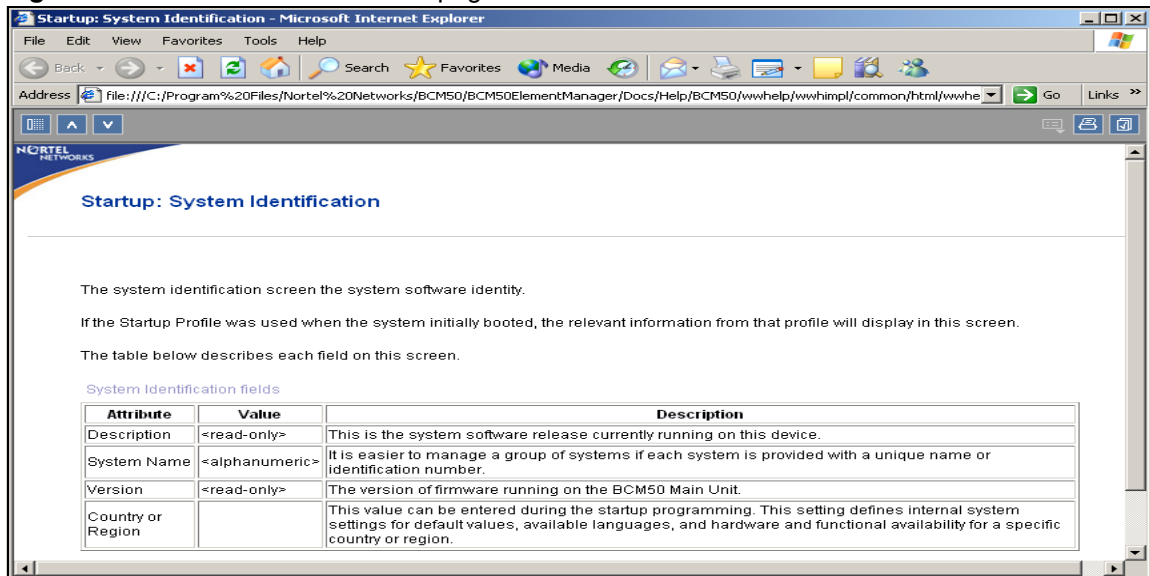 page
Startup: System Identification - Microsoft Internet Explorer
File Edit View Favorites Tools Help
Back Search Favorites Media
Address file:///C:/Program%20Files/Nortel%20Networks/BCM50/BCM50ElementManager/Docs/Help/BCM50/wwhelp/wwhimpl/common/html/wwhe Go Links »
NORTEL
NETWORKS
Startup: System Identification
The system identification screen the system software identity.
If the Startup Profile was used when the system initially booted, the relevant information from that profile will display in this screen.
The table below describes each field on this screen.
System Identification fields
Attribute Value Description
Description <read-only> This is the system software release currently running on this device.
System Name <alphanumeric> It is easier to manage a group of systems if each system is provided with a unique name or
identification number.
Version <read-only> The version of firmware running on the BCM50 Main Unit.
Country or
Region
This value can be entered during the startup programming. This setting defines internal system
settings for default values, available languages, and hardware and functional availability for a specific
country or region.